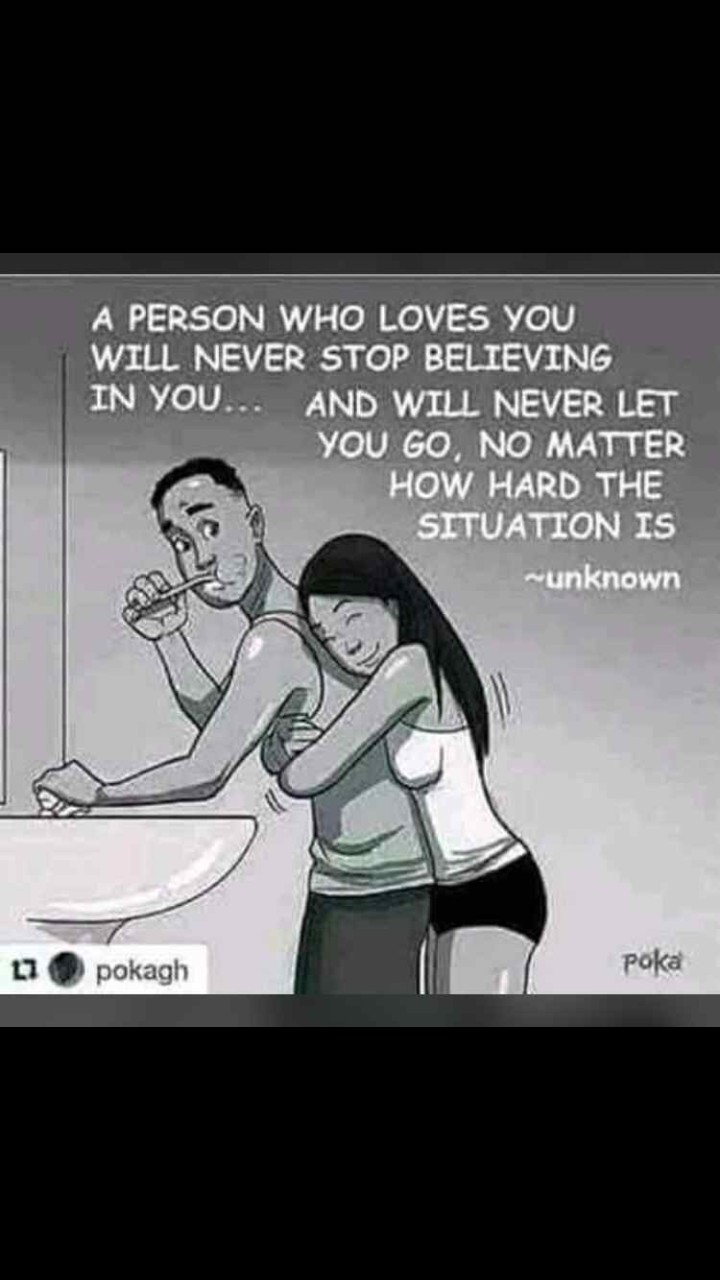 A PERSON WHO LOVES YOU
WILL NEVER STOP BELIEVING
IN YOU...
AND WILL NEVER LET
YOU GO, NO MATTER
HOW HARD THE
SITUATION IS
~unknown
poka
pokagh